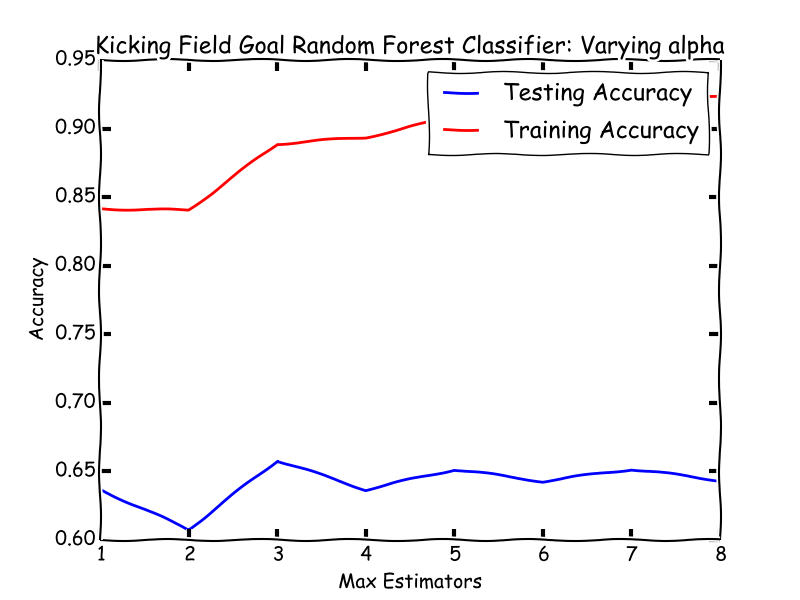 Kicking Field Goal Random Forest Classifier: Varying alpha
0.95
0.90
0.85
0.80
0.75
0.70
0.65
0.60
Accuracy
Testing Accuracy
Training Accuracy
1 2 3 4 5 6 7 8
Max Estimators